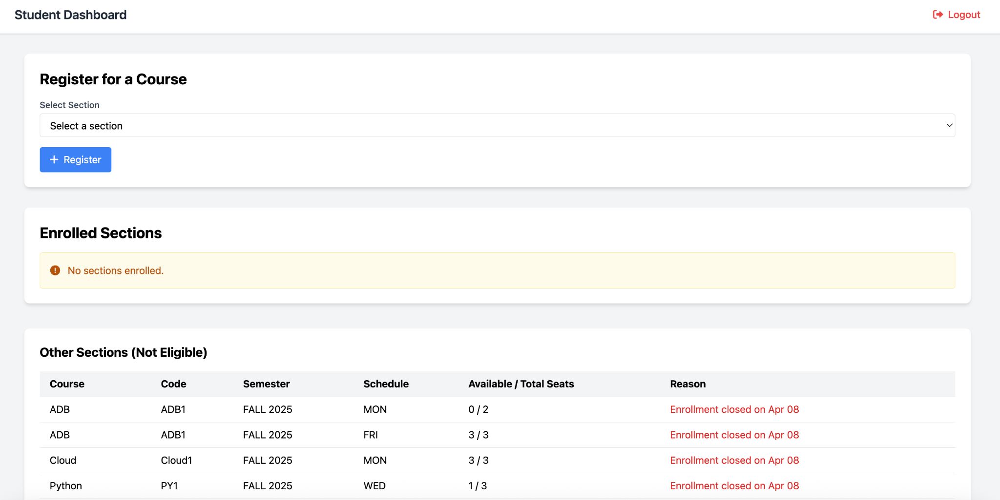 Student Dashboard
Logout
Register for a Course
Select Section
Select a section
+ Register
Enrolled Sections
No sections enrolled.
Other Sections (Not Eligible)
Course Code Semester Schedule Available / Total Seats Reason
ADB ADB1 FALL 2025 MON 0 / 2 Enrollment closed on Apr 08
ADB ADB1 FALL 2025 FRI 3 / 3 Enrollment closed on Apr 08
Cloud Cloud1 FALL 2025 MON 3 / 3 Enrollment closed on Apr 08
Python PY1 FALL 2025 WED 1 / 3 Enrollment closed on Apr 08